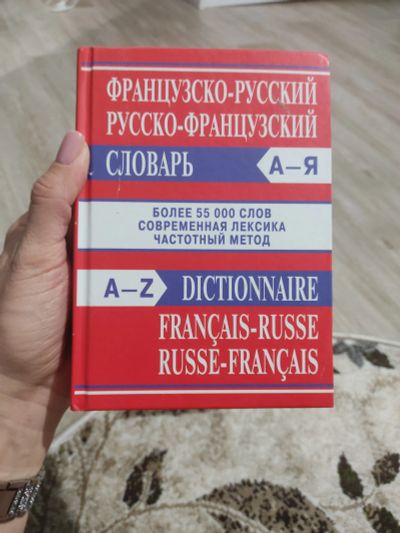 ФРАНЦУЗСКО-РУССКИЙ
РУССКО-ФРАНЦУЗСКИЙ
СЛОВАРЬ А–Я
БОЛЕЕ 55 000 СЛОВ
СОВРЕМЕННАЯ ЛЕКСИКА
ЧАСТОТНЫЙ МЕТОД
A–Z DICTIONNAIRE
FRANÇAIS-RUSSE
RUSSE-FRANÇAIS